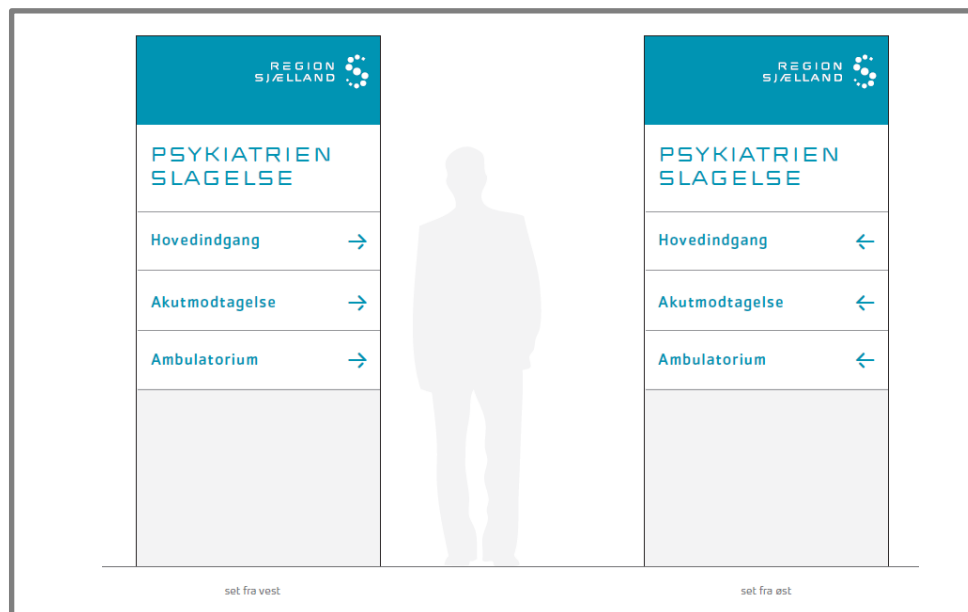 REGION
SJÆLLAND
PSYKIATRIEN
SLAGELSE
Hovedindgang →
Akutmodtagelse →
Ambulatorium →
set fra vest
REGION
SJÆLLAND
PSYKIATRIEN
SLAGELSE
Hovedindgang ←
Akutmodtagelse ←
Ambulatorium ←
set fra øst